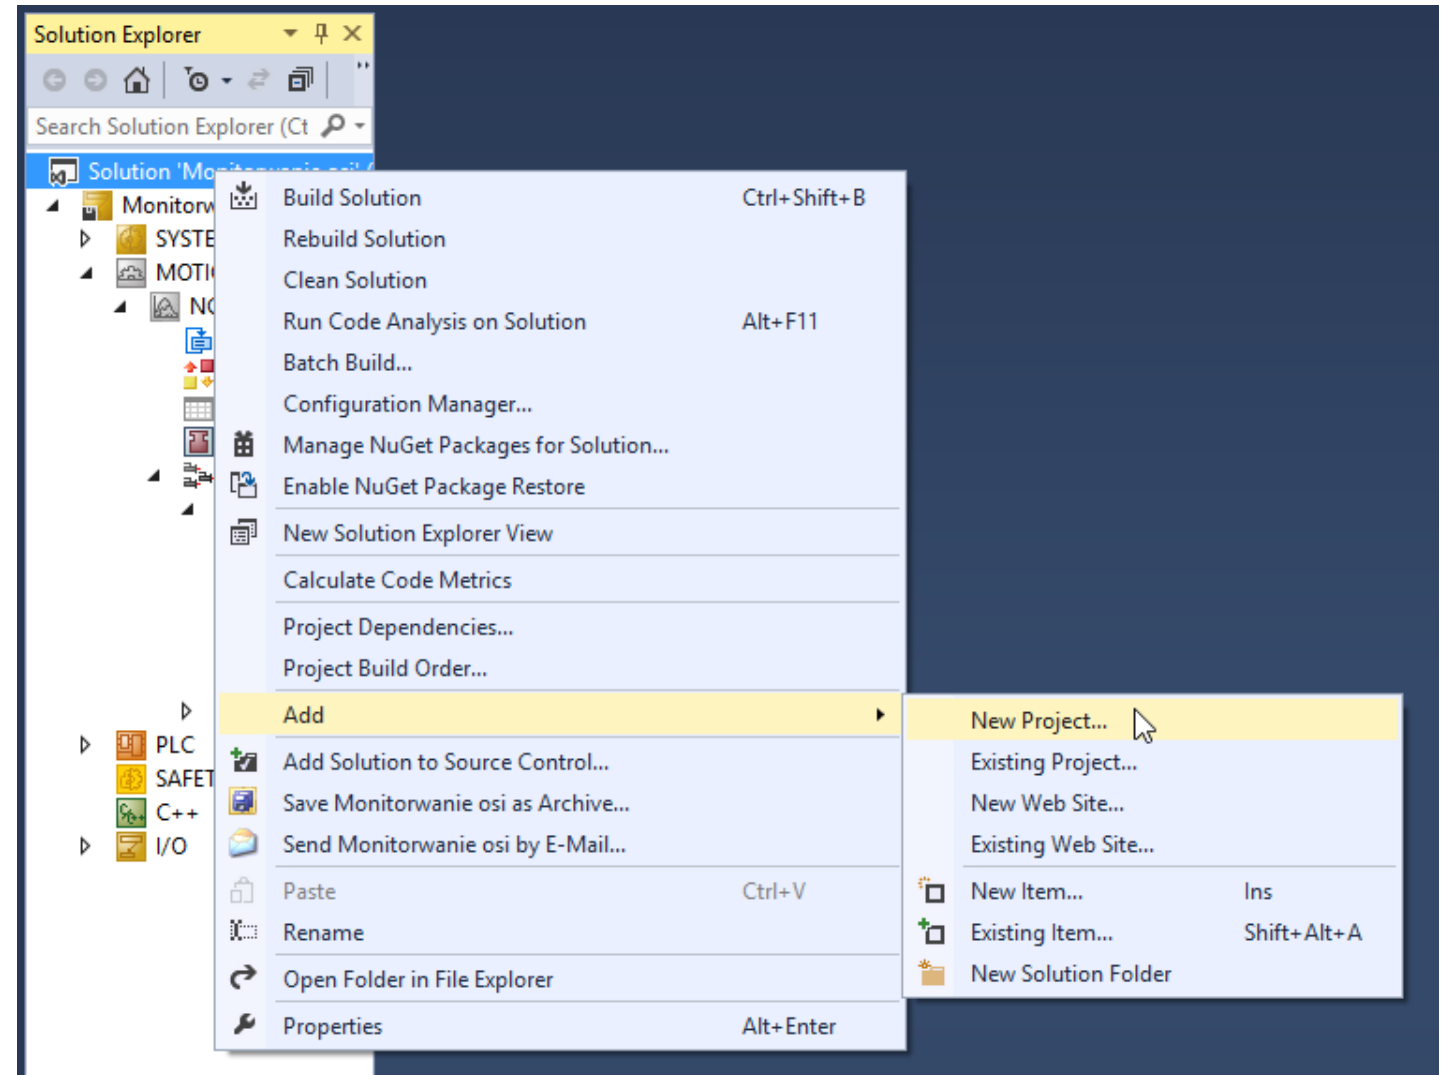 Solution Explorer
Search Solution Explorer (Ct
Solution 'Monitorwanie osi' (
Monitorw
SYSTE
MOTI
NC
PLC
SAFET
C++
I/O
Build Solution Ctrl+Shift+B
Rebuild Solution
Clean Solution
Run Code Analysis on Solution Alt+F11
Batch Build...
Configuration Manager...
Manage NuGet Packages for Solution...
Enable NuGet Package Restore
New Solution Explorer View
Calculate Code Metrics
Project Dependencies...
Project Build Order...
Add
Add Solution to Source Control...
Save Monitorwanie osi as Archive...
Send Monitorwanie osi by E-Mail...
Paste Ctrl+V
Rename
Open Folder in File Explorer
Properties Alt+Enter
New Project...
Existing Project...
New Web Site...
Existing Web Site...
New Item... Ins
Existing Item... Shift+Alt+A
New Solution Folder